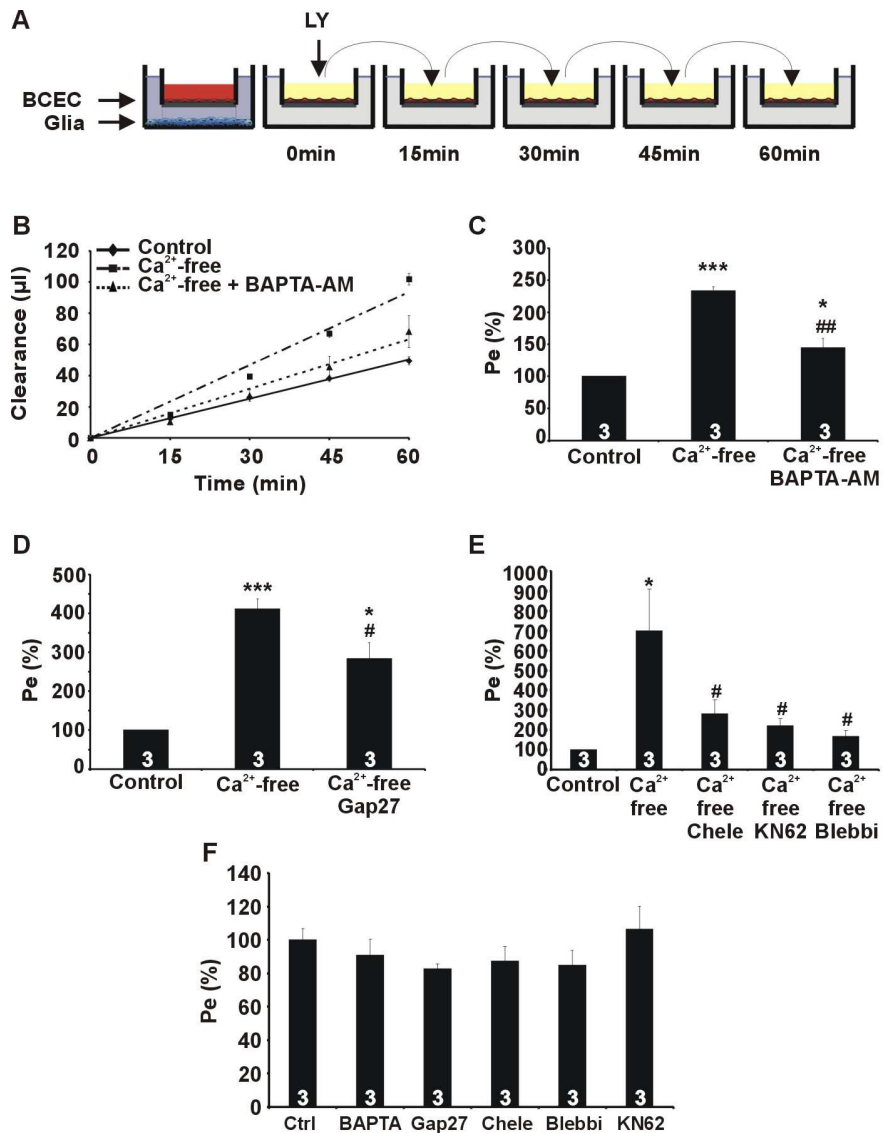 A
LY
BCEC
Glia
0min 15min 30min 45min 60min
B
Control
Ca²⁺-free
Ca²⁺-free + BAPTA-AM
Clearance (µl)
120
100
80
60
40
20
0
0 15 30 45 60
Time (min)
C
Pe (%)
300
250
200
150
100
50
0
***
*
##
3 3 3
Control Ca²⁺-free Ca²⁺-free
BAPTA-AM
D
Pe (%)
500
400
300
200
100
0
***
*
#
3 3 3
Control Ca²⁺-free Ca²⁺-free
Gap27
E
Pe (%)
1000
900
800
700
600
500
400
300
200
100
0
*
# # #
3 3 3 3 3
Control Ca²⁺ Ca²⁺ Ca²⁺ Ca²⁺
free free free free
Chele KN62 Blebbi
F
Pe (%)
140
120
100
80
60
40
20
0
3 3 3 3 3 3
Ctrl BAPTA Gap27 Chele Blebbi KN62